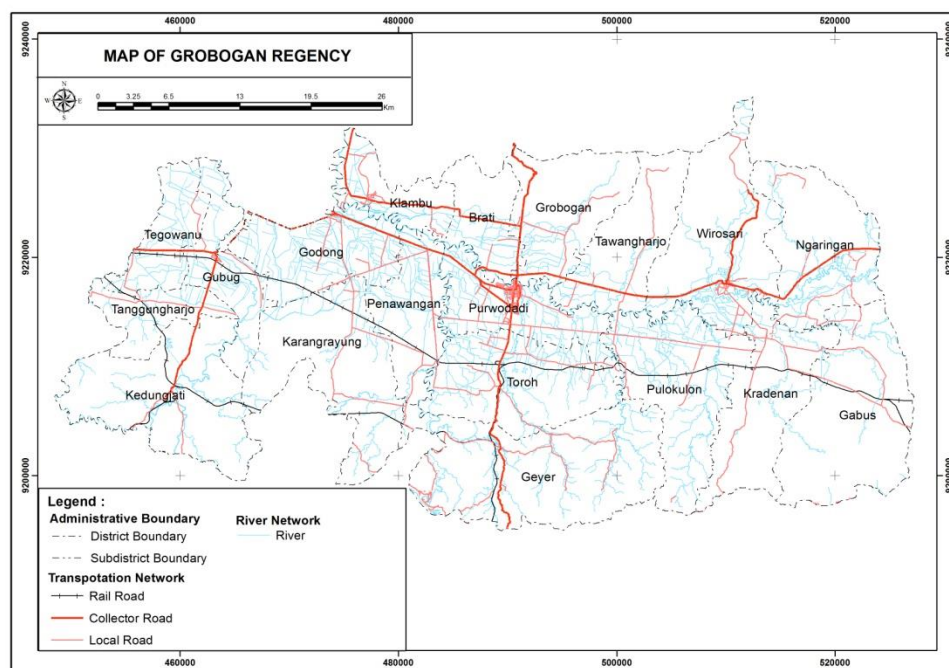 460000 480000 500000 520000
9240000 9240000
MAP OF GROBOGAN REGENCY
N
W E
S
0 3.25 6.5 13 19.5 26
Km
Klambu
Brati
Grobogan
Tegowanu
Godong
Tawangharjo
Wirosari
Ngaringan
9220000 9220000
Gubug
Penawangan
Purwodadi
Tanggungharjo
Karangrayung
Toroh
Pulokulon
Kradenan
Kedungjati
Gabus
Geyer
9200000 9200000
Legend :
Administrative Boundary
District Boundary
Subdistrict Boundary
Transpotation Network
Rail Road
Collector Road
Local Road
River Network
River
460000 480000 500000 520000